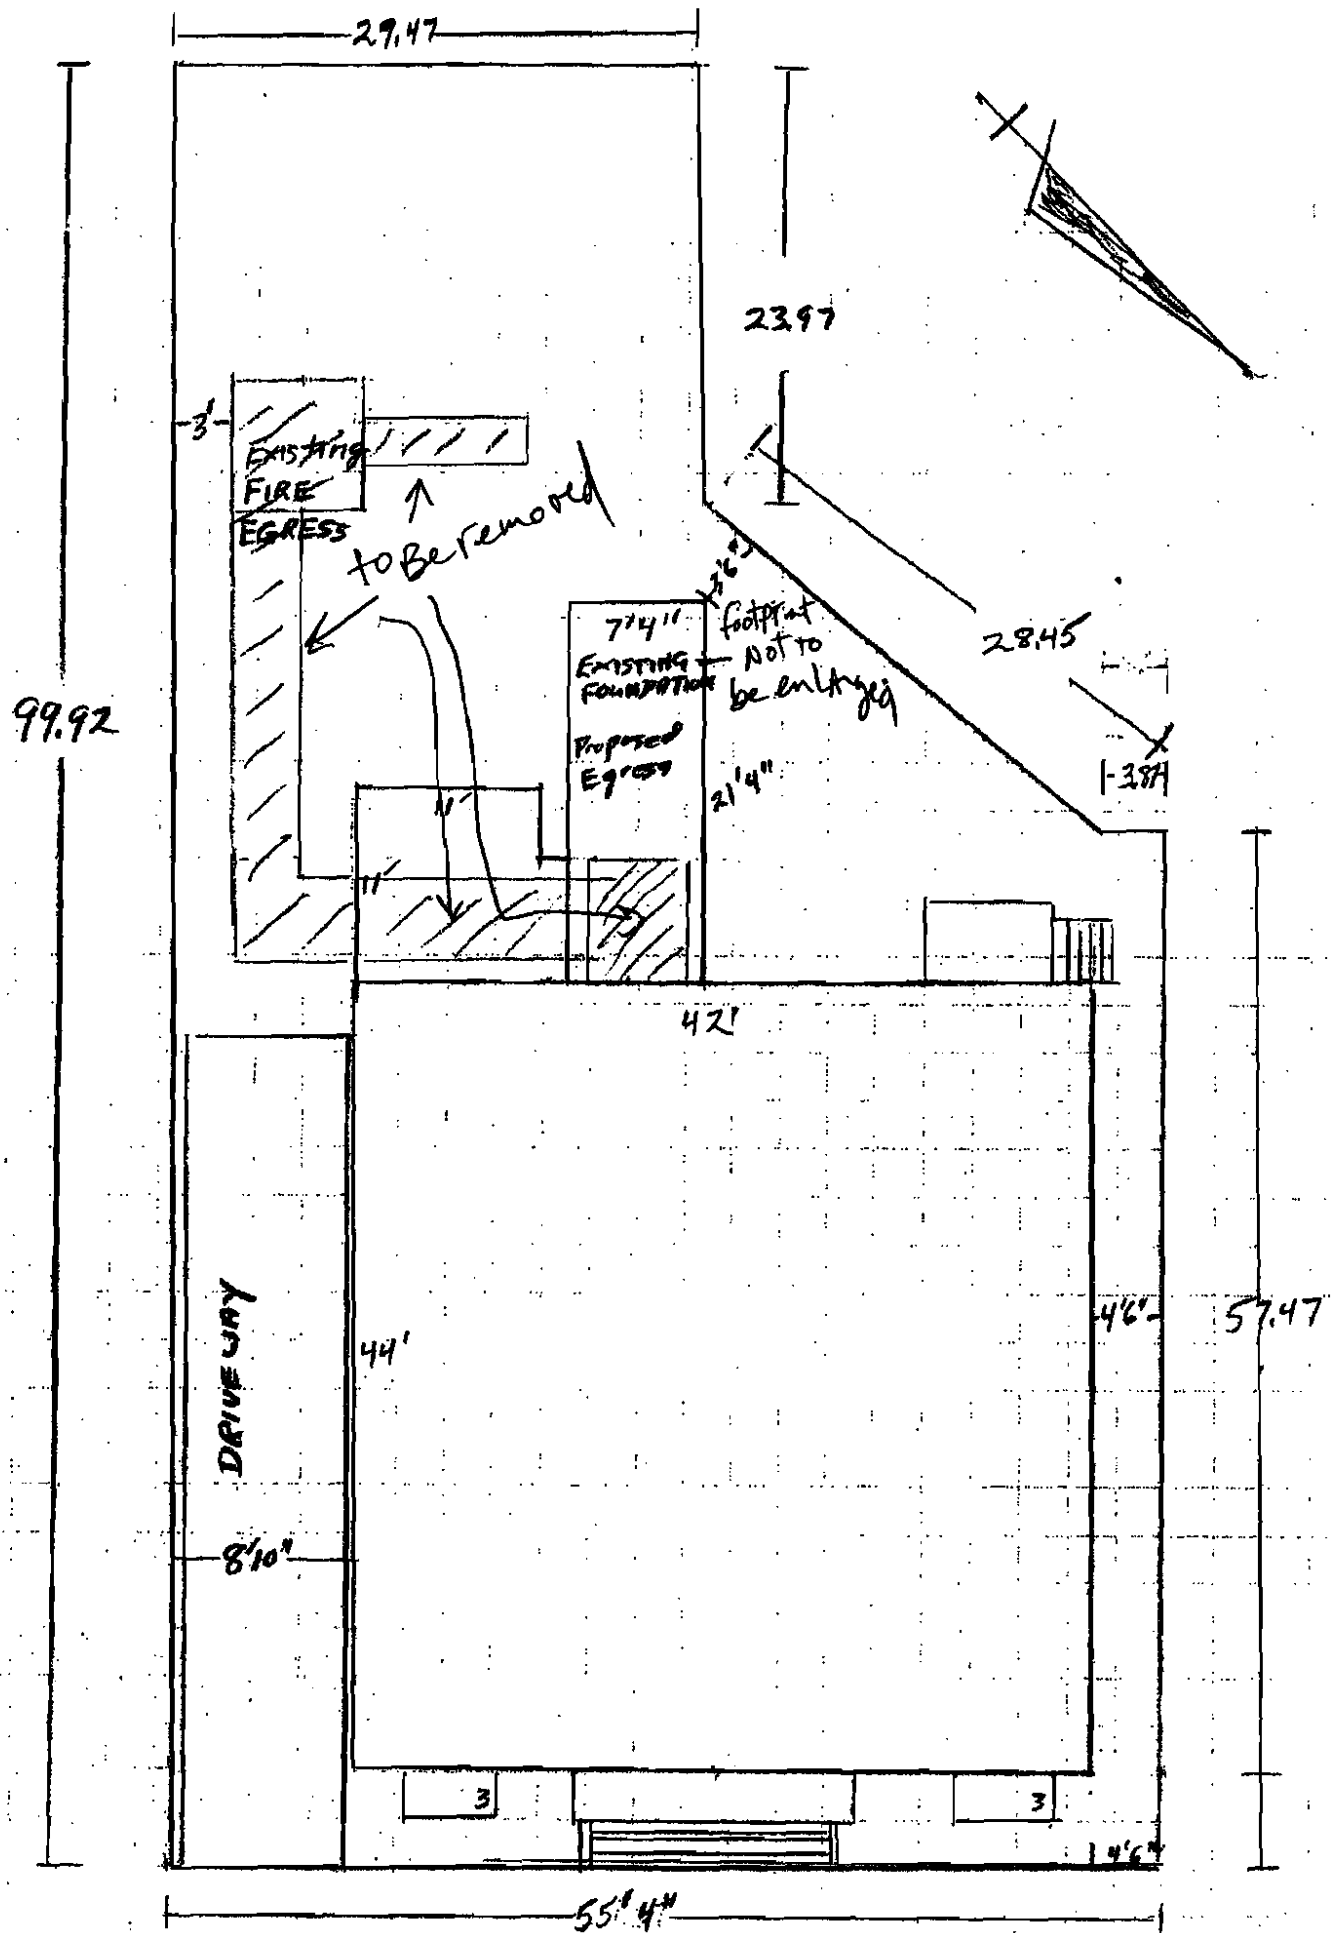 29.47
23.97
3'
Existing
FIRE
EGRESS
to Be removed
3'6"
7'4"
footprint
EXISTING
Not to
FOUNDATION
be enlarged
28.45
99.92
Proposed
Egress
21'4"
3.87
11'
11'
42'
DRIVEWAY
44'
4'6"
57.47
8'10"
3
3
4'6"
55'4"